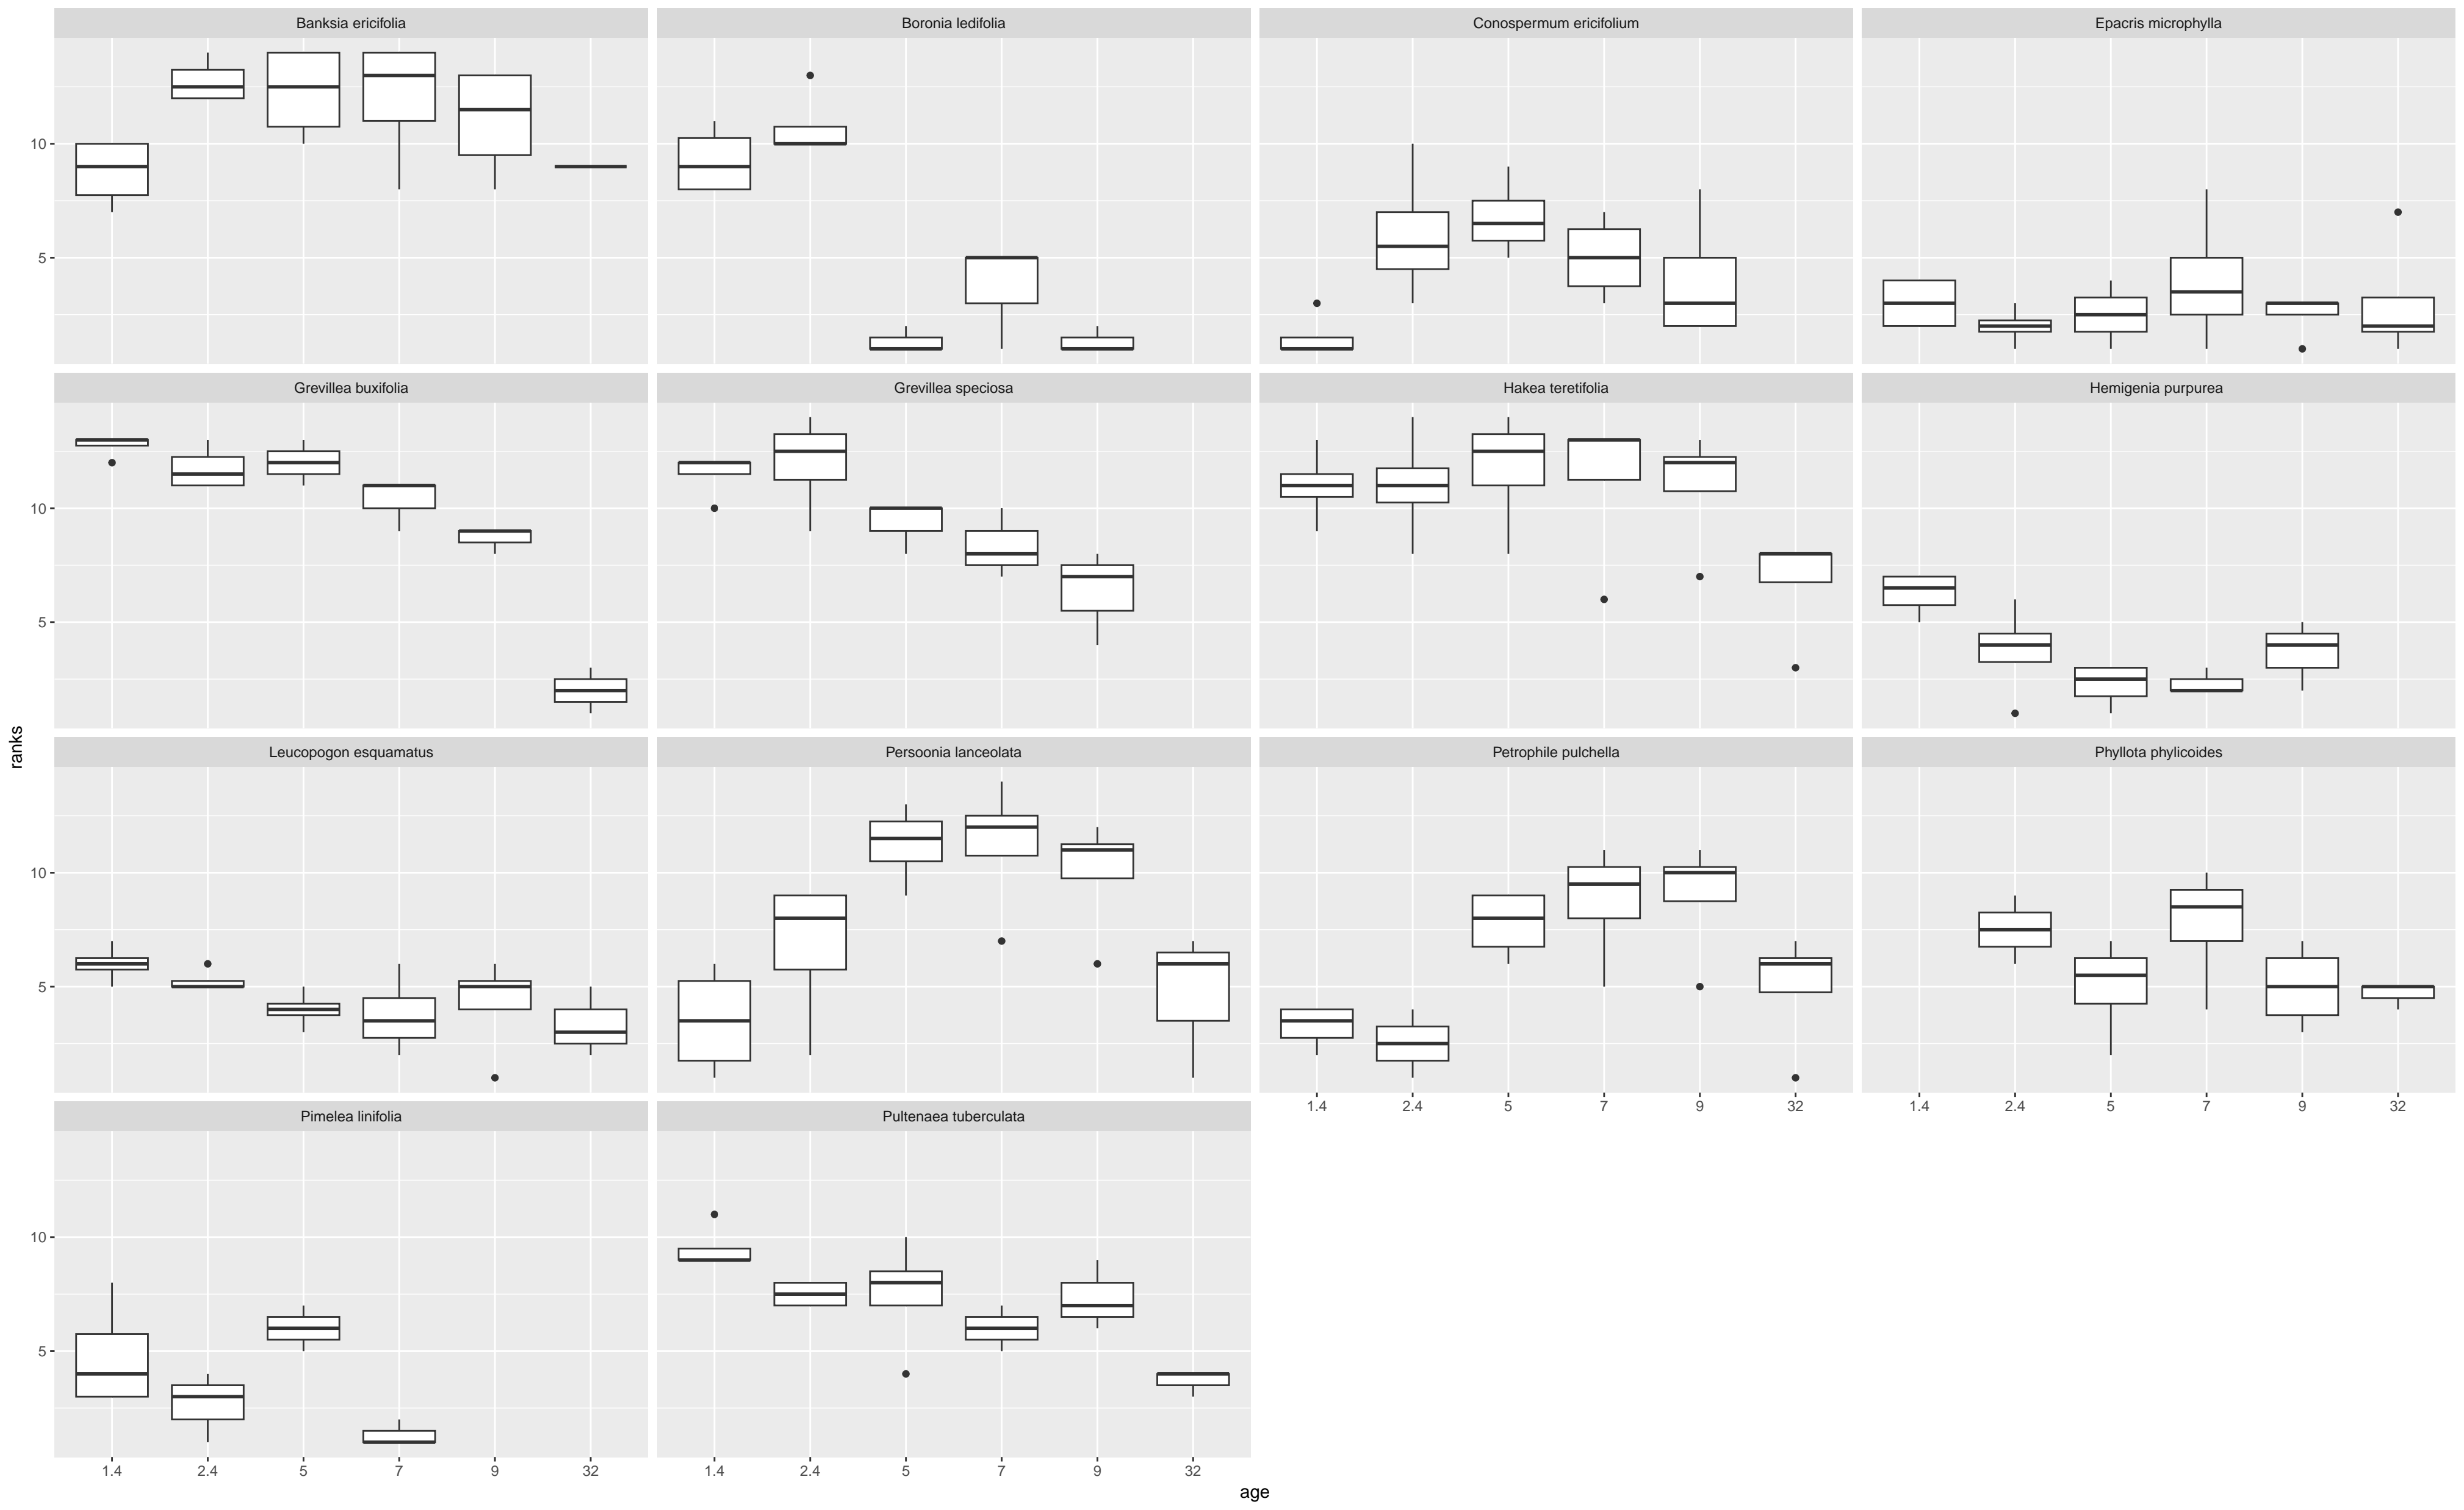 Banksia ericifolia
Boronia ledifolia
Conospermum ericifolium
Epacris microphylla
10
5
Grevillea buxifolia
Grevillea speciosa
Hakea teretifolia
Hemigenia purpurea
10
5
ranks
Leucopogon esquamatus
Persoonia lanceolata
Petrophile pulchella
Phyllota phylicoides
10
5
1.4 2.4 5 7 9 32
1.4 2.4 5 7 9 32
Pimelea linifolia
Pultenaea tuberculata
10
5
1.4 2.4 5 7 9 32
1.4 2.4 5 7 9 32
age